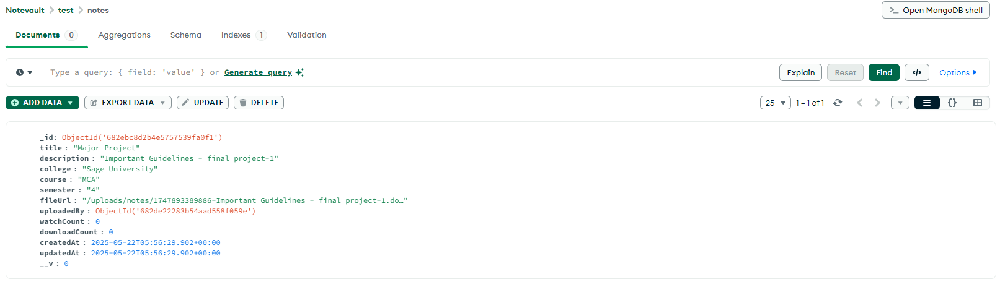 Notevault > test > notes
>_ Open MongoDB shell
Documents 0 Aggregations Schema Indexes 1 Validation
Type a query: { field: 'value' } or Generate query
Explain Reset Find </> Options
ADD DATA EXPORT DATA UPDATE DELETE
25 1 – 1 of 1 {}
_id: ObjectId('682ebc8d2b4e5757539fa0f1')
title : "Major Project"
description : "Important Guidelines - final project-1"
college : "Sage University"
course : "MCA"
semester : "4"
fileUrl : "/uploads/notes/1747893389886-Important Guidelines - final project-1.do…"
uploadedBy : ObjectId('682de22283b54aad558f059e')
watchCount : 0
downloadCount : 0
createdAt : 2025-05-22T05:56:29.902+00:00
updatedAt : 2025-05-22T05:56:29.902+00:00
__v : 0